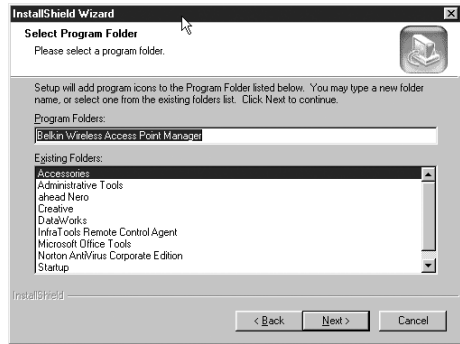 InstallShield Wizard
Select Program Folder
Please select a program folder.
Setup will add program icons to the Program Folder listed below. You may type a new folder
name, or select one from the existing folders list. Click Next to continue.
Program Folders:
Belkin Wireless Access Point Manager
Existing Folders:
Accessories
Administrative Tools
ahead Nero
Creative
DataWorks
InfraTools Remote Control Agent
Microsoft Office Tools
Norton AntiVirus Corporate Edition
Startup
InstallShield
< Back Next > Cancel